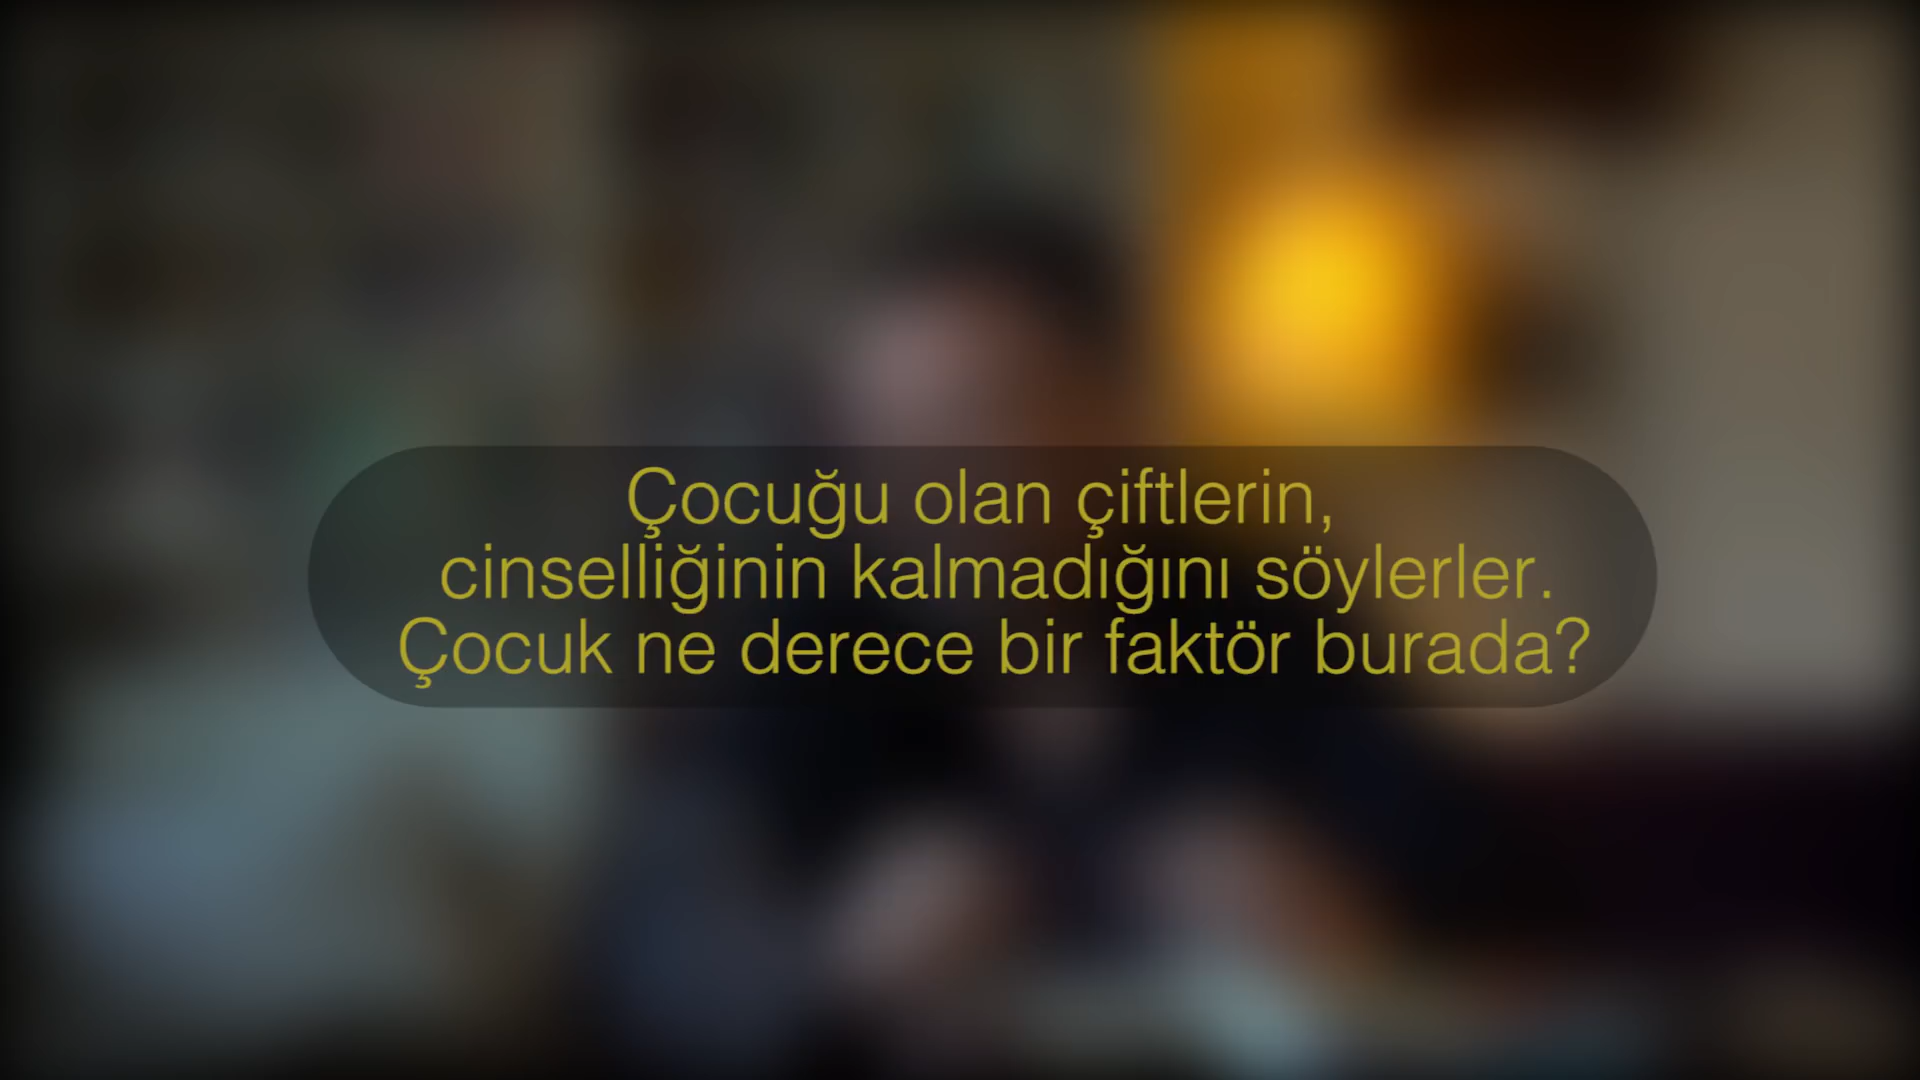 Çocuğu olan çiftlerin,
cinselliğinin kalmadığını söylerler.
Çocuk ne derece bir faktör burada?